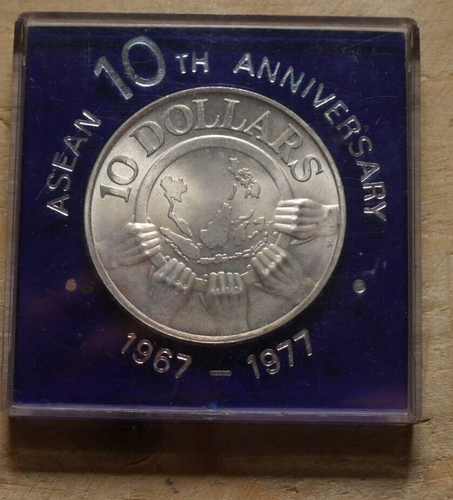 ASEAN 10TH ANNIVERSARY
10 DOLLARS
1967 – 1977